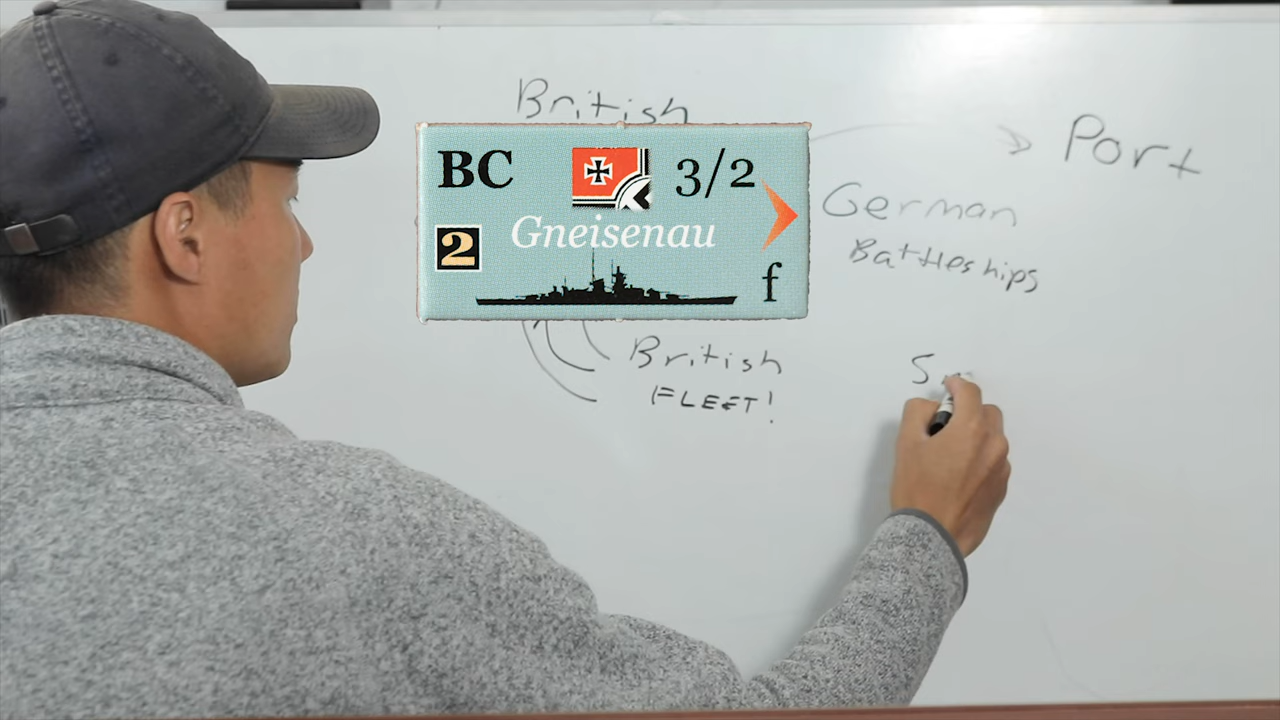 British
Port
BC 3/2
2 Gneisenau
f
German
Battleships
British
FLEET!